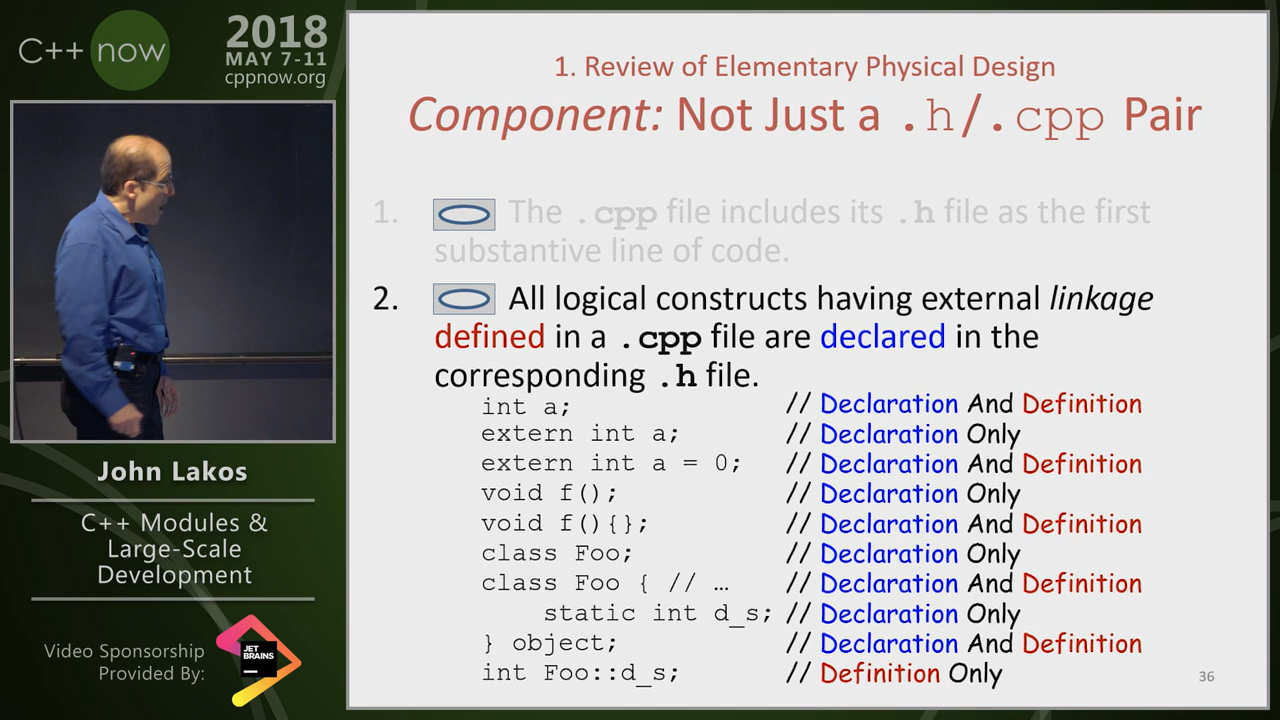 C++ now
2018
MAY 7-11
cppnow.org
John Lakos
C++ Modules &
Large-Scale
Development
Video Sponsorship
Provided By:
JET
BRAINS
1. Review of Elementary Physical Design
Component: Not Just a .h/.cpp Pair
1. The .cpp file includes its .h file as the first
substantive line of code.
2. All logical constructs having external linkage
defined in a .cpp file are declared in the
corresponding .h file.
int a; // Declaration And Definition
extern int a; // Declaration Only
extern int a = 0; // Declaration And Definition
void f(); // Declaration Only
void f(){}; // Declaration And Definition
class Foo; // Declaration Only
class Foo { // … // Declaration And Definition
static int d_s; // Declaration Only
} object; // Declaration And Definition
int Foo::d_s; // Definition Only
36